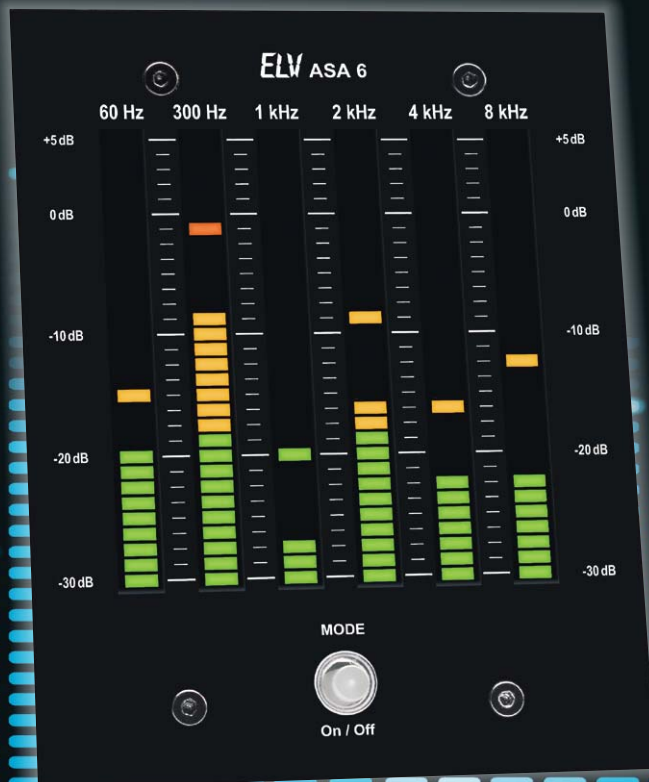 ELV ASA 6
60 Hz 300 Hz 1 kHz 2 kHz 4 kHz 8 kHz
+5 dB +5 dB
0 dB 0 dB
-10 dB -10 dB
-20 dB -20 dB
-30 dB -30 dB
MODE
On / Off